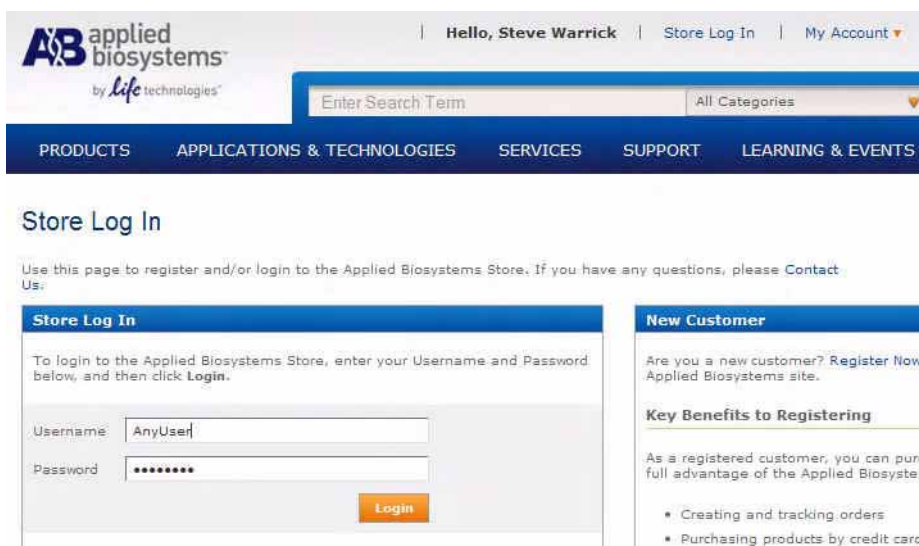 applied
biosystems™
by life technologies™
| Hello, Steve Warrick | Store Log In | My Account
Enter Search Term
All Categories
PRODUCTS APPLICATIONS & TECHNOLOGIES SERVICES SUPPORT LEARNING & EVENTS
Store Log In
Use this page to register and/or login to the Applied Biosystems Store. If you have any questions, please Contact
Us.
Store Log In
To login to the Applied Biosystems Store, enter your Username and Password
below, and then click Login.
Username AnyUser
Password ••••••••
Login
New Customer
Are you a new customer? Register Now
Applied Biosystems site.
Key Benefits to Registering
As a registered customer, you can pur
full advantage of the Applied Biosyste
• Creating and tracking orders
• Purchasing products by credit card